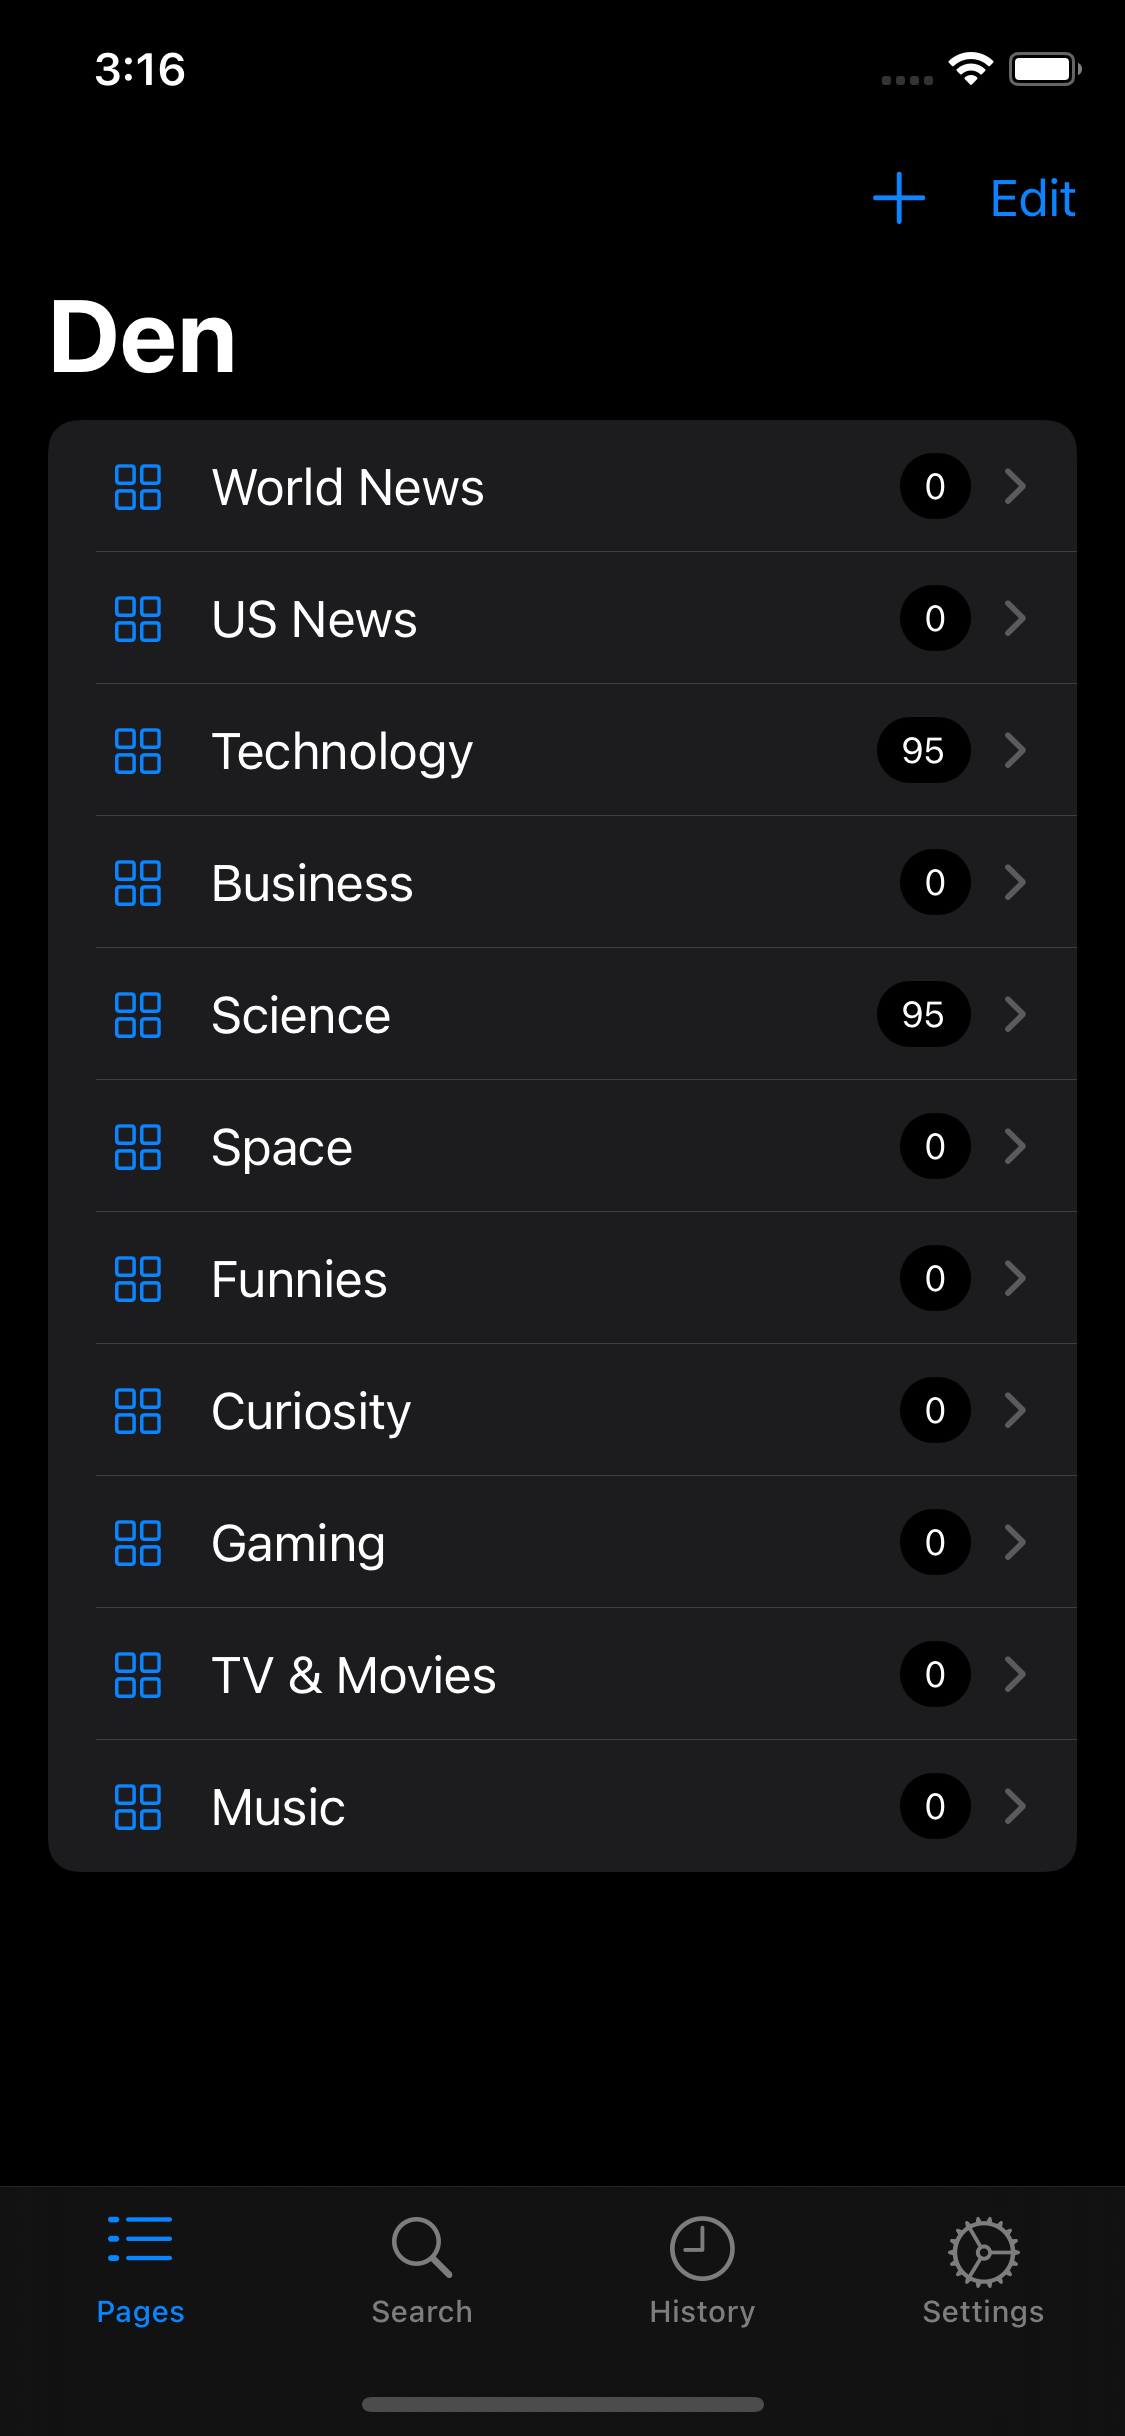 3:16
Edit
Den
World News 0
US News 0
Technology 95
Business 0
Science 95
Space 0
Funnies 0
Curiosity 0
Gaming 0
TV & Movies 0
Music 0
Pages Search History Settings